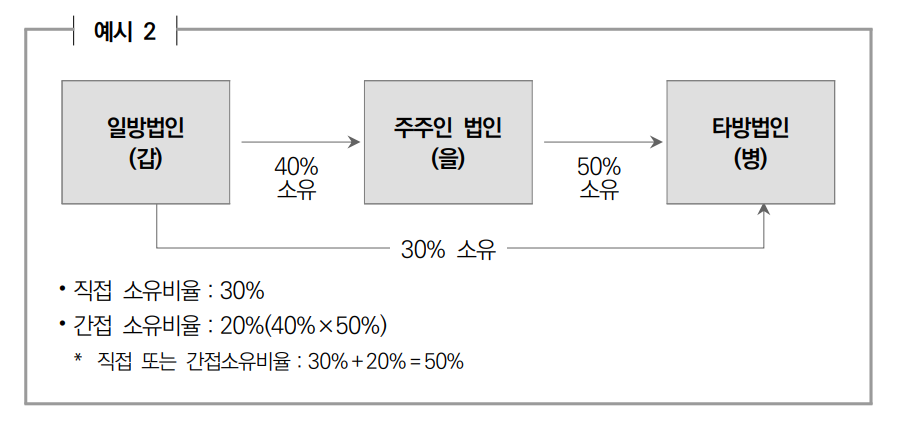 예시 2
일방법인
(갑)
주주인 법인
(을)
타방법인
(병)
40%
소유
50%
소유
30% 소유
• 직접 소유비율 : 30%
• 간접 소유비율 : 20%(40%×50%)
* 직접 또는 간접소유비율 : 30%+20%=50%